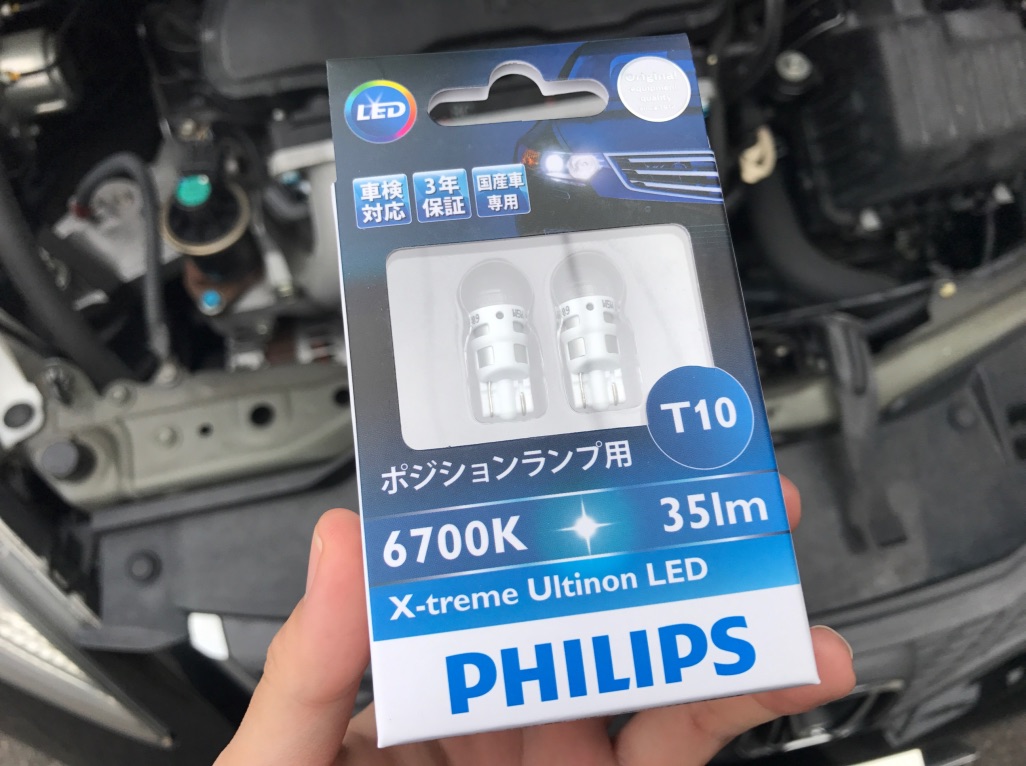 LED
Original
車検
対応
3年
保証
国産車
専用
T10
ポジションランプ用
6700K
35lm
X-treme Ultinon LED
PHILIPS